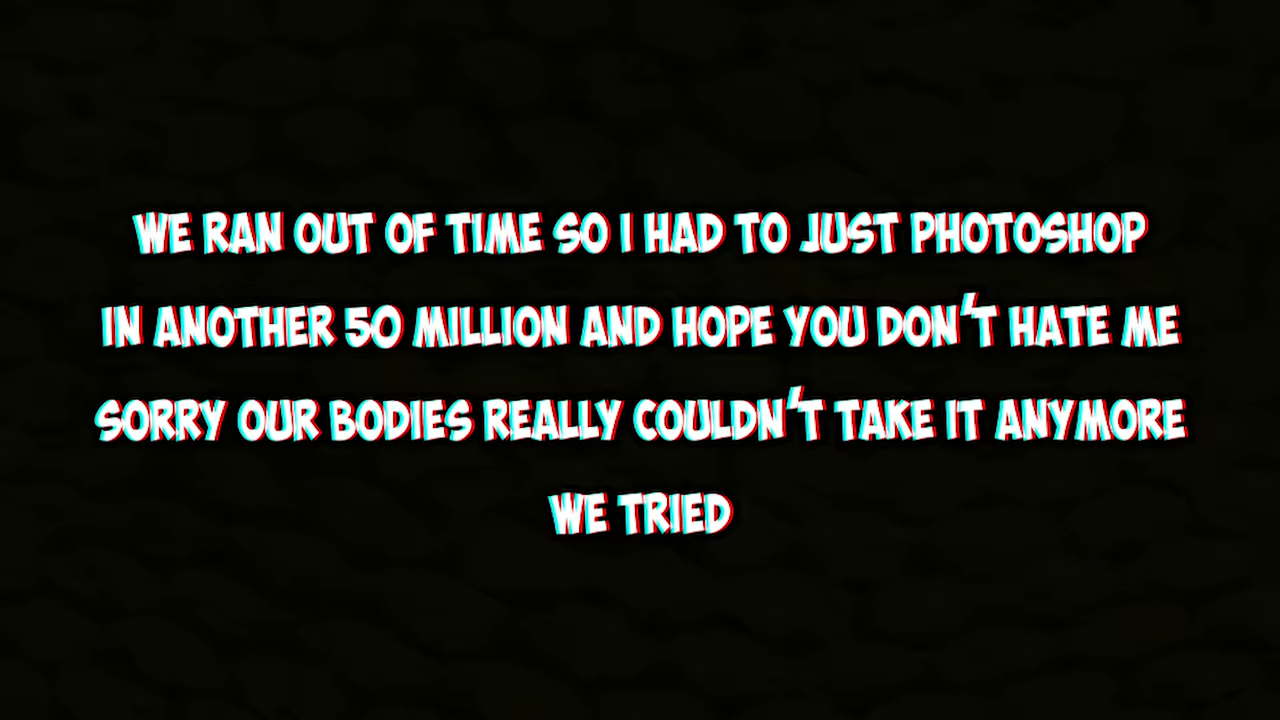 WE RAN OUT OF TIME SO I HAD TO JUST PHOTOSHOP
IN ANOTHER 50 MILLION AND HOPE YOU DON'T HATE ME
SORRY OUR BODIES REALLY COULDN'T TAKE IT ANYMORE
WE TRIED